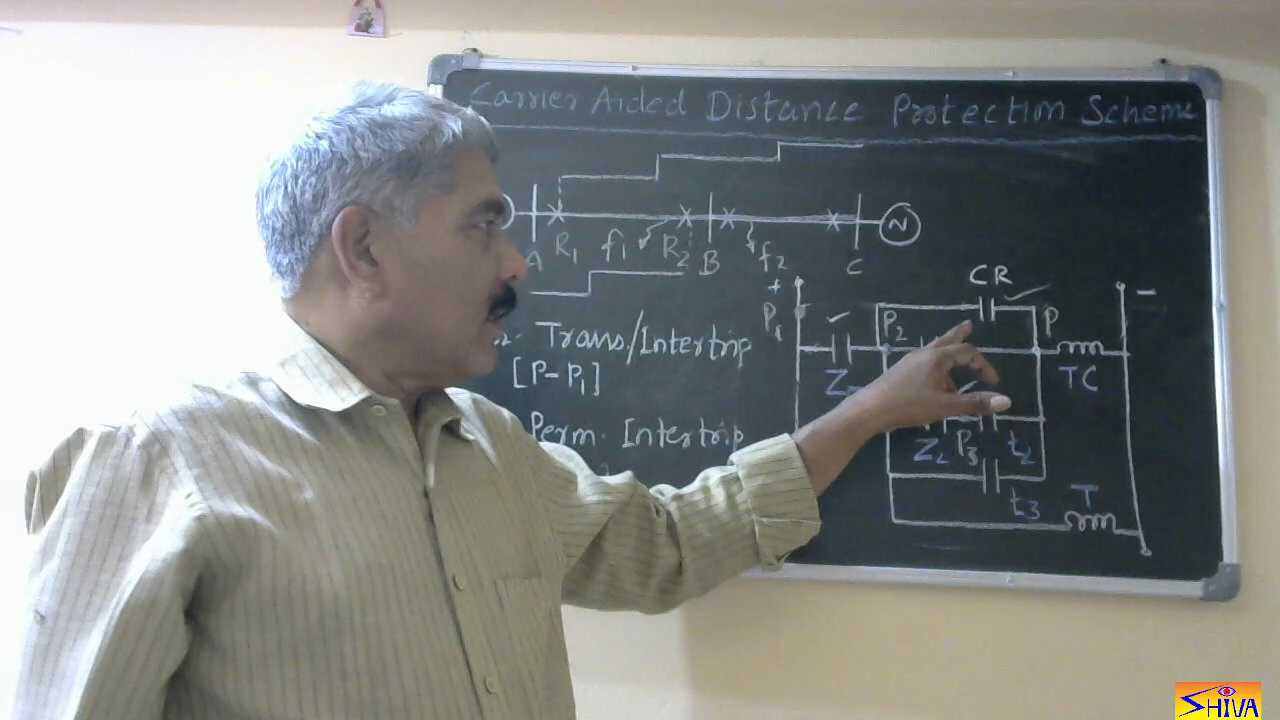 Carrier Aided Distance Protection Scheme
N
A R1 f1 R2 B f2 C
+ CR -
P1 P2 P
Trans./Intertrip
[P-P1]
Z TC
Perm. Intertrip
Z2 P3 t2
t3 T
SHIVA